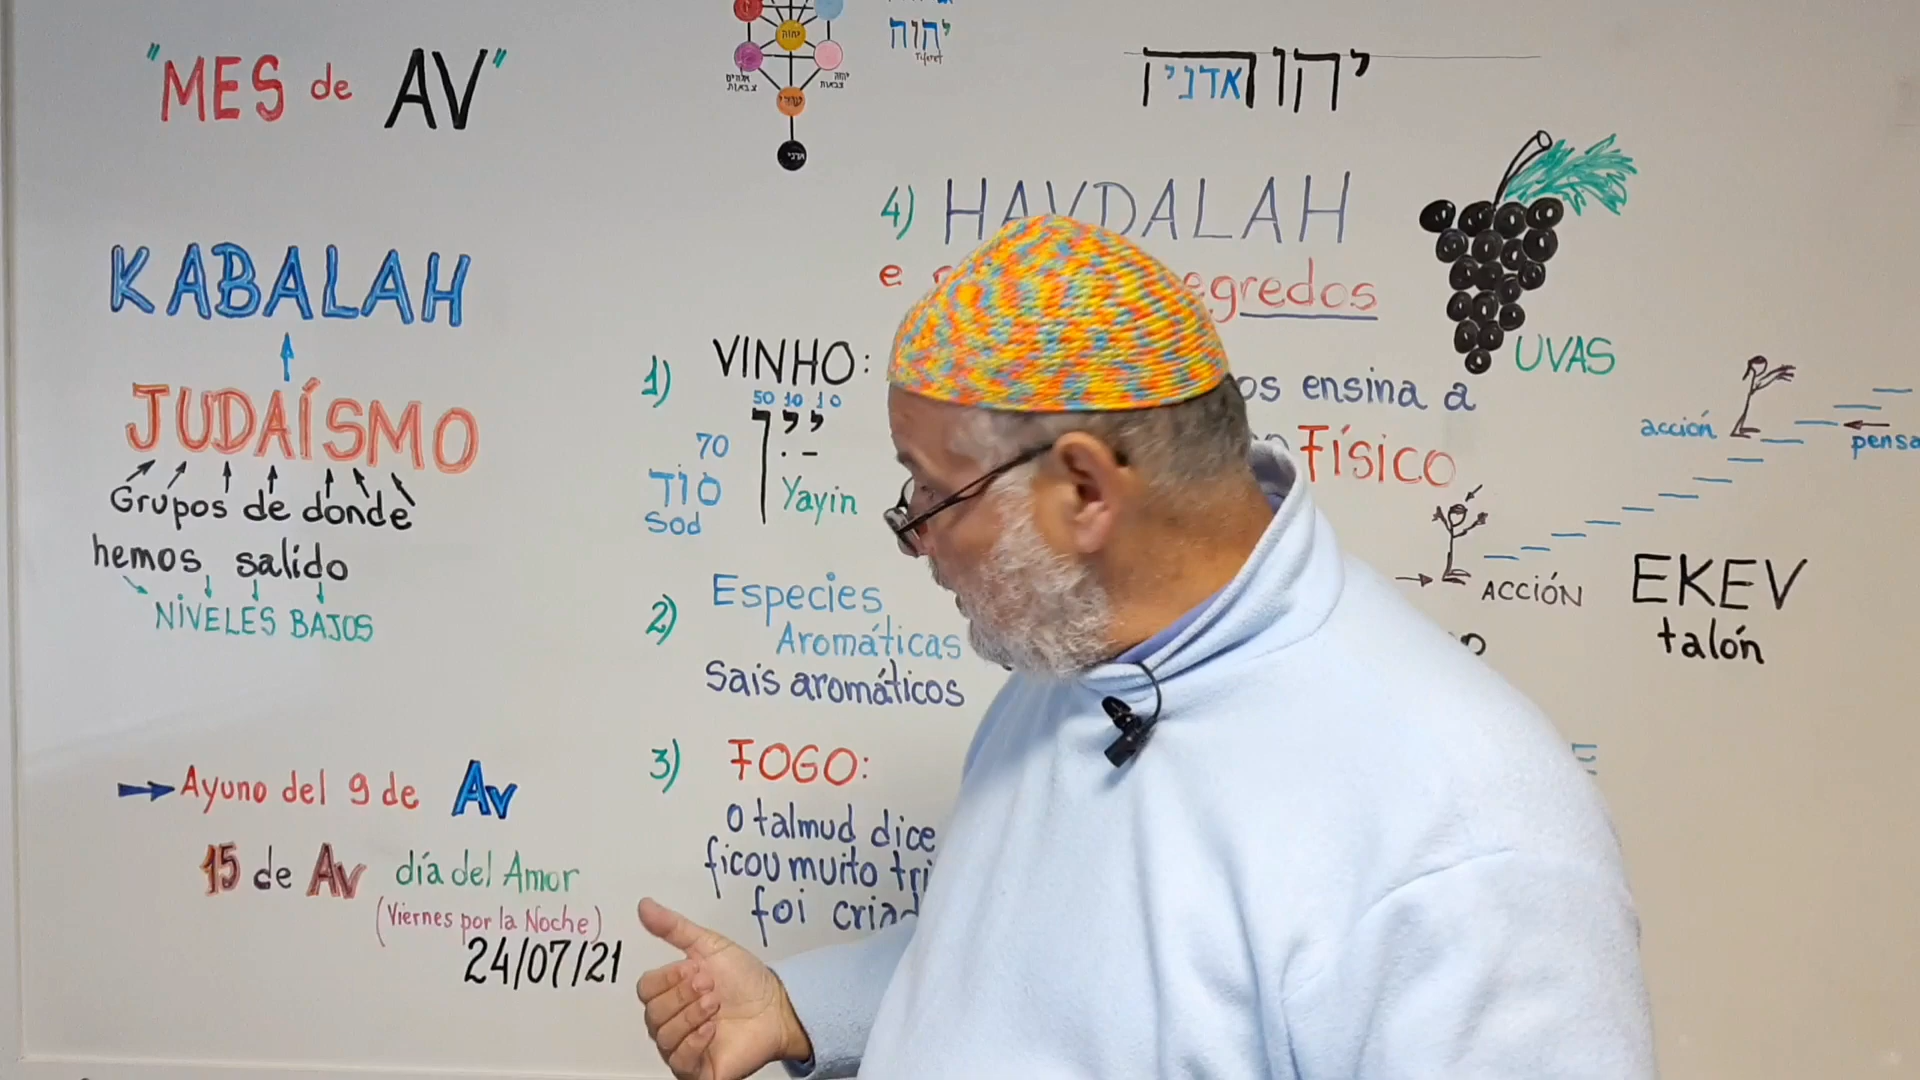 "MES de AV"
KABALAH
JUDAÍSMO
Grupos de donde
hemos salido
NIVELES BAJOS
Ayuno del 9 de Av
15 de Av día del Amor
(Viernes por la Noche)
24/07/21
יהוה
Tiferet
יהוה
אדני
4) HAVDALAH
e
egredos
1) VINHO:
50 10 10
70
סוד
Sod
יין
Yayin
os ensina a
Físico
2) Especies
Aromáticas
sais aromáticos
3) FOGO:
O talmud dice
ficou muito tri
foi criad
UVAS
acción
pensa
ACCIÓN
EKEV
talón